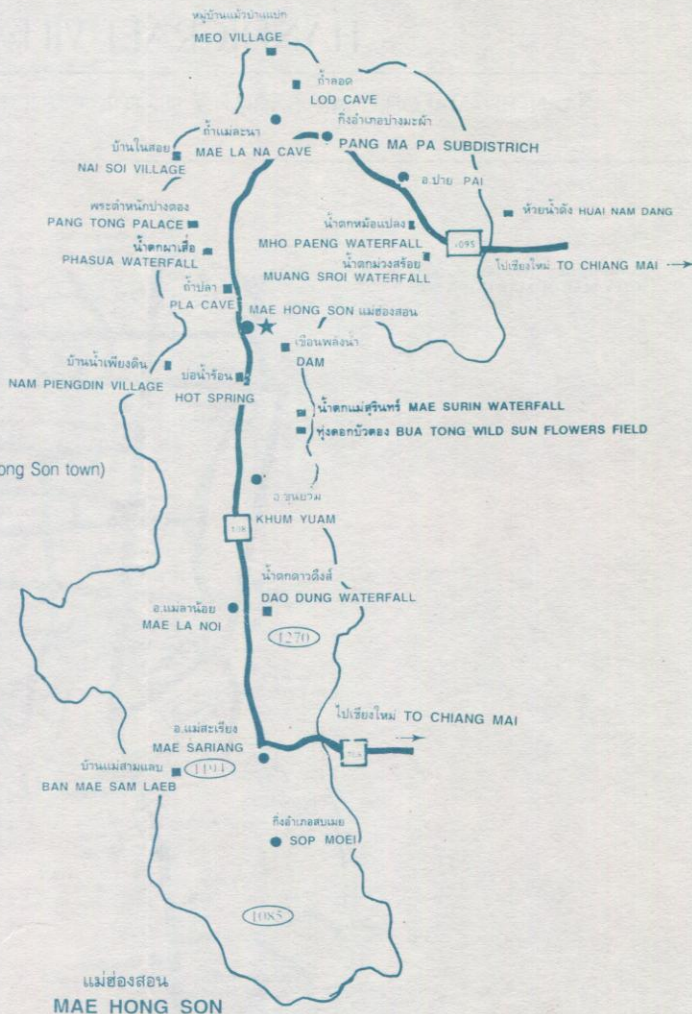 หมู่บ้านแม้วปางแปก
MEO VILLAGE
ถ้ำลอด
LOD CAVE
ถ้ำแม่ละนา
MAE LA NA CAVE
กิ่งอำเภอปางมะผ้า
PANG MA PA SUBDISTRICH
บ้านในสอย
NAI SOI VILLAGE
อ.ปาย PAI
พระตำหนักปางตอง
PANG TONG PALACE
น้ำตกหม้อแปลง
MHO PAENG WATERFALL
ห้วยน้ำดัง HUAI NAM DANG
1095
น้ำตกผาเสื่อ
PHASUA WATERFALL
น้ำตกม่วงสร้อย
MUANG SROI WATERFALL
ไปเชียงใหม่ TO CHIANG MAI
ถ้ำปลา
PLA CAVE
MAE HONG SON แม่ฮ่องสอน
เขื่อนพลังน้ำ
DAM
บ้านน้ำเพียงดิน
NAM PIENGDIN VILLAGE
บ่อน้ำร้อน
HOT SPRING
น้ำตกแม่สุรินทร์ MAE SURIN WATERFALL
ทุ่งดอกบัวตอง BUA TONG WILD SUN FLOWERS FIELD
ong Son town)
อ.ขุนยวม
KHUM YUAM
108
น้ำตกดาวดึงส์
DAO DUNG WATERFALL
อ.แม่ลาน้อย
MAE LA NOI
1270
ไปเชียงใหม่ TO CHIANG MAI
อ.แม่สะเรียง
MAE SARIANG
บ้านแม่สามแลบ
BAN MAE SAM LAEB
1194
กิ่งอำเภอสบเมย
SOP MOEI
1085
แม่ฮ่องสอน
MAE HONG SON